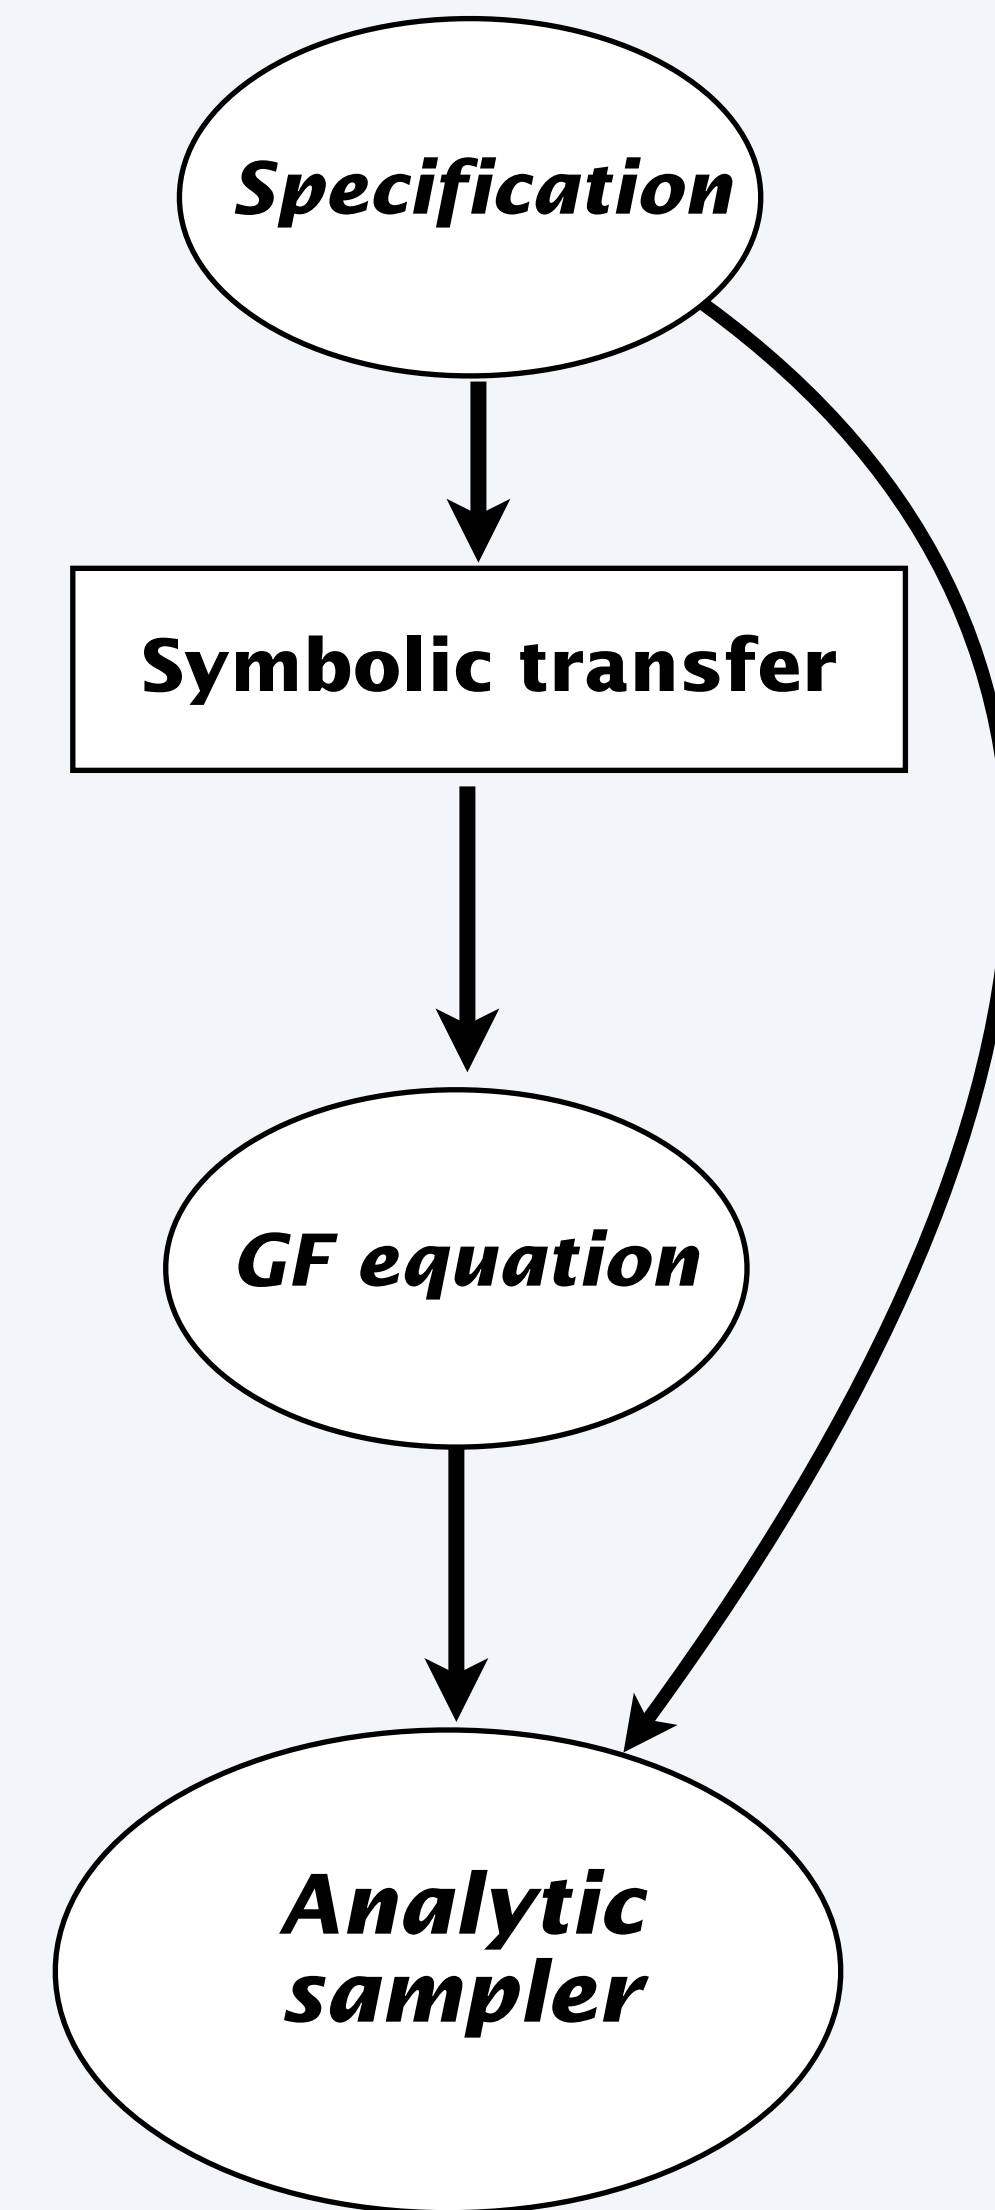 Specification
Symbolic transfer
GF equation
Analytic
sampler